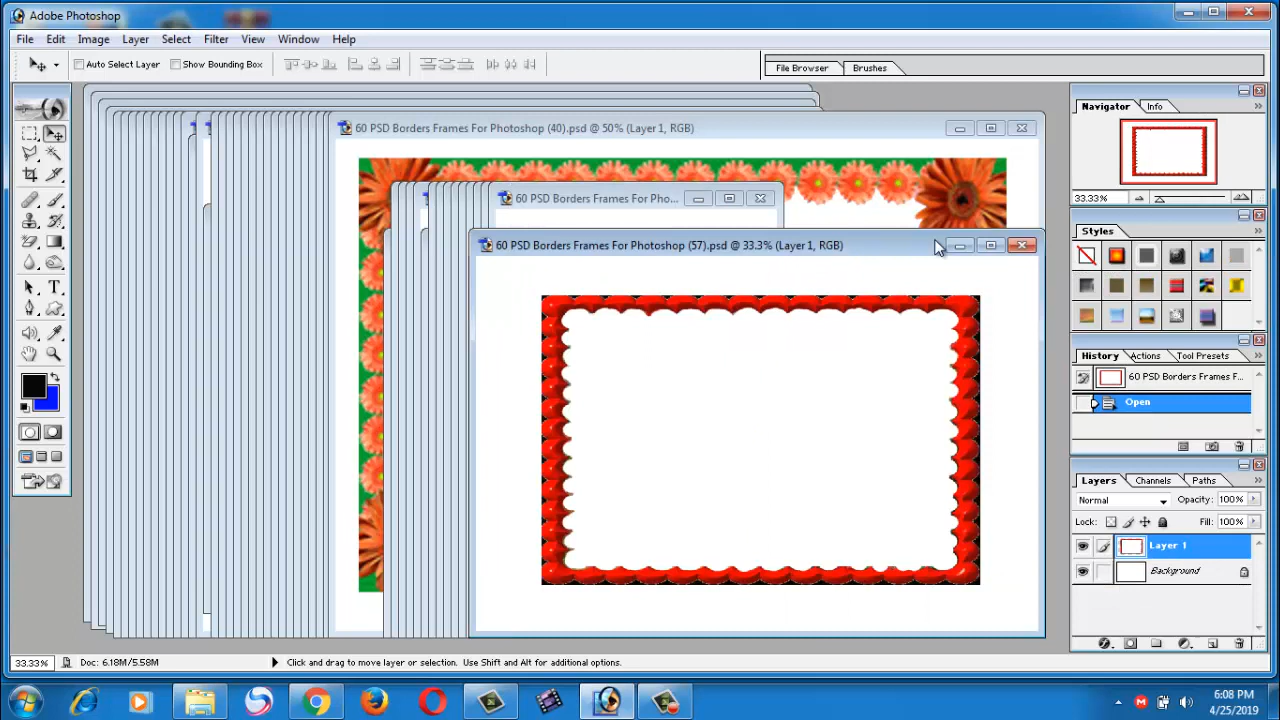 Adobe Photoshop
File Edit Image Layer Select Filter View Window Help
Auto Select Layer Show Bounding Box
File Browser Brushes
Navigator Info
33.33%
60 PSD Borders Frames For Photoshop (40).psd @ 50% (Layer 1, RGB)
60 PSD Borders Frames For Pho...
60 PSD Borders Frames For Photoshop (57).psd @ 33.3% (Layer 1, RGB)
Styles
History Actions Tool Presets
60 PSD Borders Frames F...
Open
Layers Channels Paths
Normal Opacity: 100%
Lock: Fill: 100%
Layer 1
Background
33.33% Doc: 6.18M/5.58M Click and drag to move layer or selection. Use Shift and Alt for additional options.
6:08 PM
4/25/2019